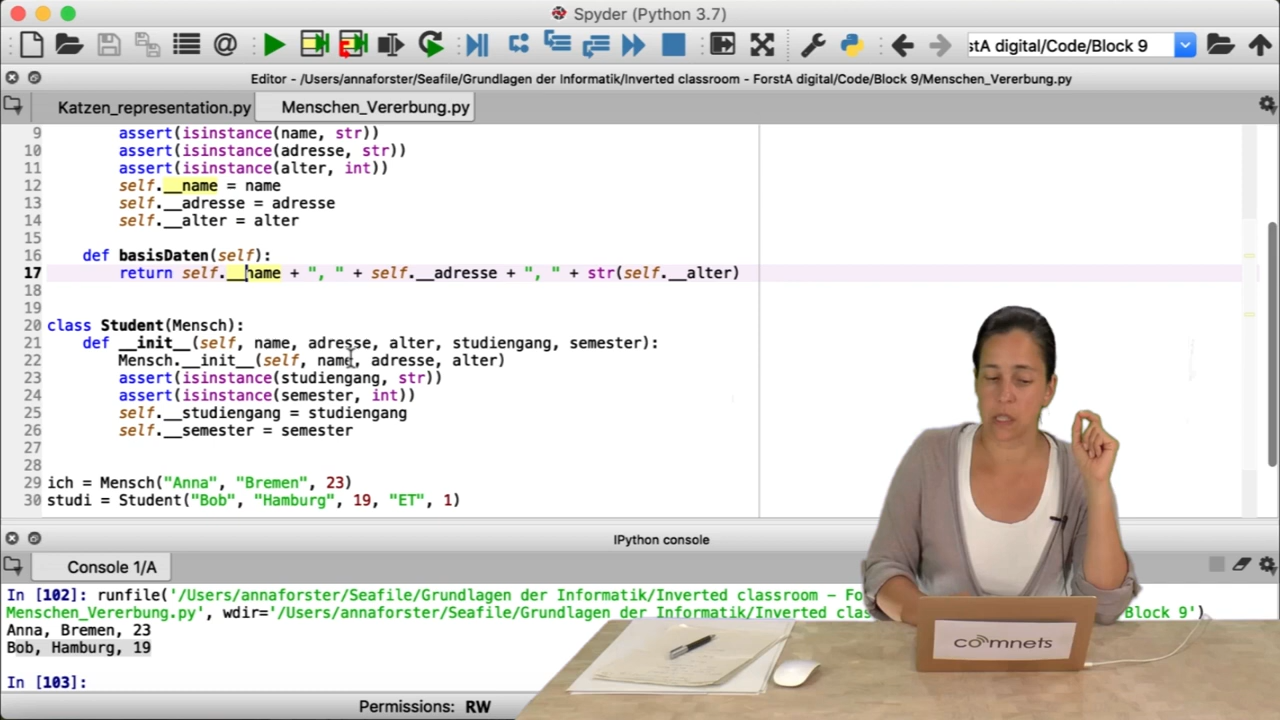 Spyder (Python 3.7)
stA digital/Code/Block 9
Editor - /Users/annaforster/Seafile/Grundlagen der Informatik/Inverted classroom - ForstA digital/Code/Block 9/Menschen_Vererbung.py
Katzen_representation.py
Menschen_Vererbung.py
9 assert(isinstance(name, str))
10 assert(isinstance(adresse, str))
11 assert(isinstance(alter, int))
12 self.__name = name
13 self.__adresse = adresse
14 self.__alter = alter
15
16 def basisDaten(self):
17 return self.__name + ", " + self.__adresse + ", " + str(self.__alter)
18
19
20 class Student(Mensch):
21 def __init__(self, name, adresse, alter, studiengang, semester):
22 Mensch.__init__(self, name, adresse, alter)
23 assert(isinstance(studiengang, str))
24 assert(isinstance(semester, int))
25 self.__studiengang = studiengang
26 self.__semester = semester
27
28
29 ich = Mensch("Anna", "Bremen", 23)
30 studi = Student("Bob", "Hamburg", 19, "ET", 1)
IPython console
Console 1/A
In [102]: runfile('/Users/annaforster/Seafile/Grundlagen der Informatik/Inverted classroom - Fo
Menschen_Vererbung.py', wdir='/Users/annaforster/Seafile/Grundlagen der Informatik/Inverted clas Block 9')
Anna, Bremen, 23
Bob, Hamburg, 19
In [103]:
comnets
Permissions: RW